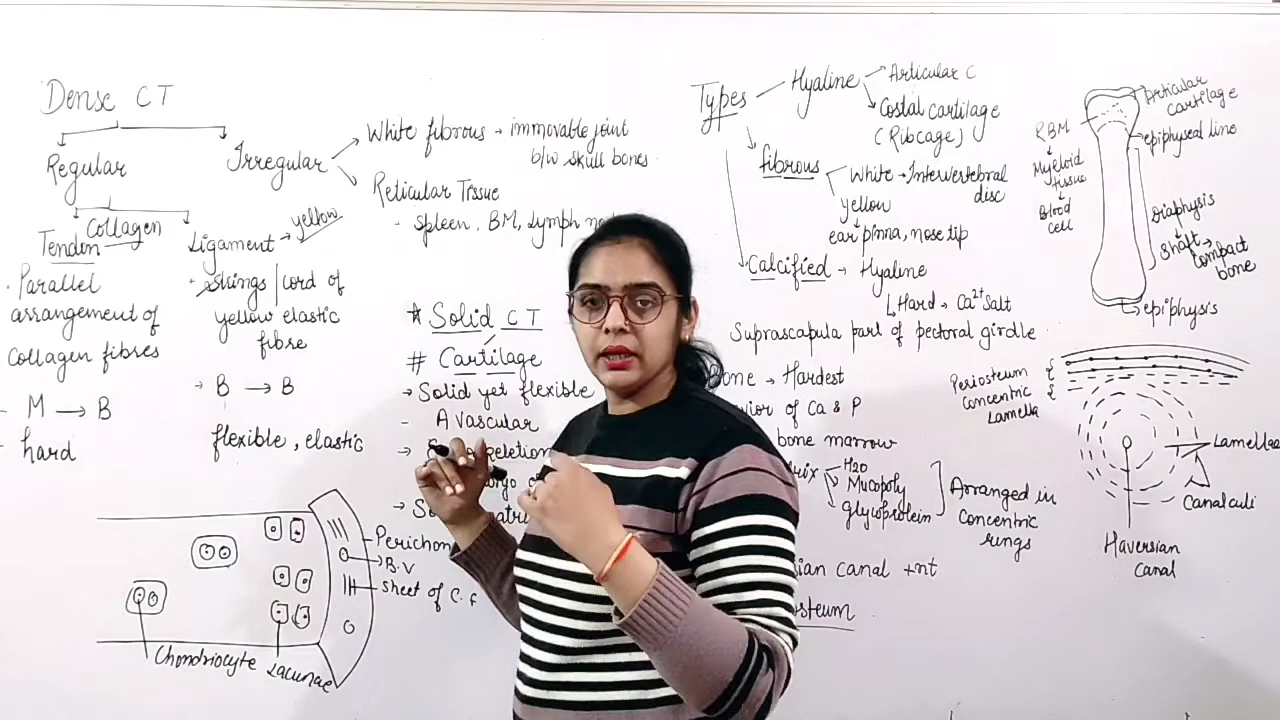 Dense CT
Regular
Irregular
White fibrous → immovable joint
b/w skull bones
Reticular Tissue
- Spleen, BM, Lymph
Collagen
Tendon
Ligament → yellow
Parallel
arrangement of
Collagen fibres
- M → B
- hard
Strings / Cord of
yellow elastic
fibre
→ B → B
flexible, elastic
* Solid CT
# Cartilage
→ Solid yet flexible
- Avascular
→
→
Perichon
B.V
sheet of C.F
Chondriocyte
Lacunae
Types
Hyaline
Articular C
Costal cartilage
(Ribcage)
fibrous
White → Intervertebral
disc
yellow
ear pinna, nose tip
Calcified → Hyaline
Hard → Ca2+ Salt
Suprascapula part of pectoral girdle
Bone → Hardest
of Ca & P
bone marrow
H2O
Mucopoly
Glycoprotein
Arranged in
Concentric
rings
canal +nt
Articular
cartilage
epiphyseal line
RBM
Myeloid
tissue
Blood
cell
Diaphysis
Shaft →
Compact
bone
epiphysis
Periosteum
Concentric
Lamella
Lamellae
Canalculi
Haversian
Canal